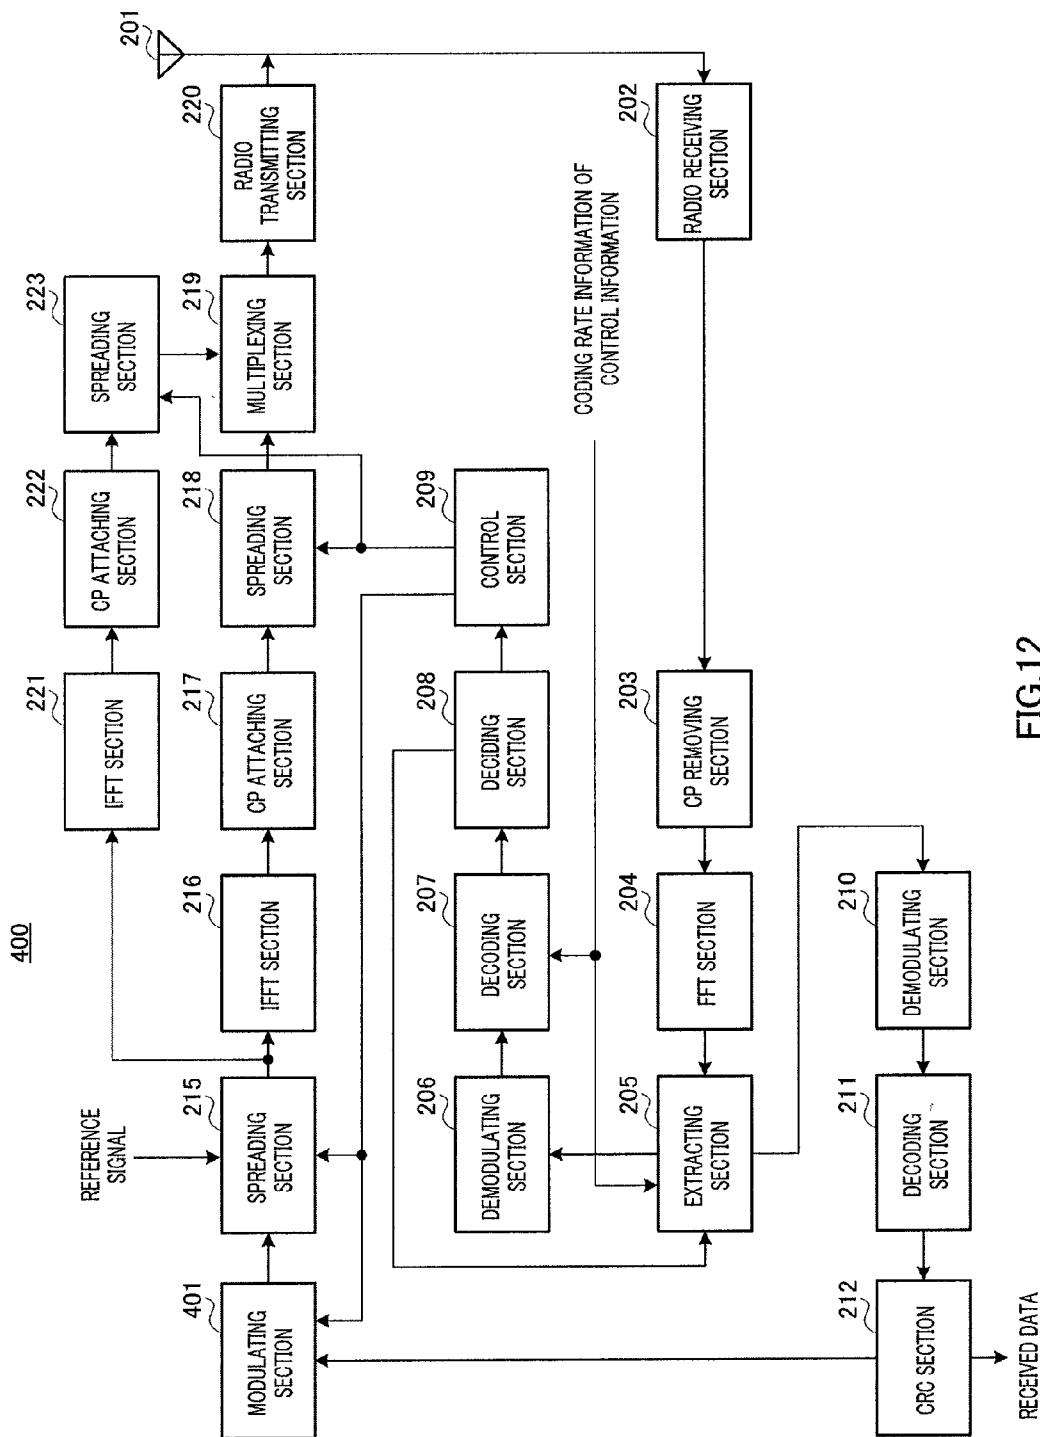 400
REFERENCE
SIGNAL
401
MODULATING
SECTION
215
SPREADING
SECTION
216
IFFT SECTION
217
CP ATTACHING
SECTION
218
SPREADING
SECTION
219
MULTIPLEXING
SECTION
220
RADIO
TRANSMITTING
SECTION
201
221
IFFT SECTION
222
CP ATTACHING
SECTION
223
SPREADING
SECTION
206
DEMODULATING
SECTION
207
DECODING
SECTION
208
DECIDING
SECTION
209
CONTROL
SECTION
CODING RATE INFORMATION OF
CONTROL INFORMATION
205
EXTRACTING
SECTION
204
FFT SECTION
203
CP REMOVING
SECTION
202
RADIO RECEIVING
SECTION
212
CRC SECTION
211
DECODING
SECTION
210
DEMODULATING
SECTION
RECEIVED DATA
FIG.12